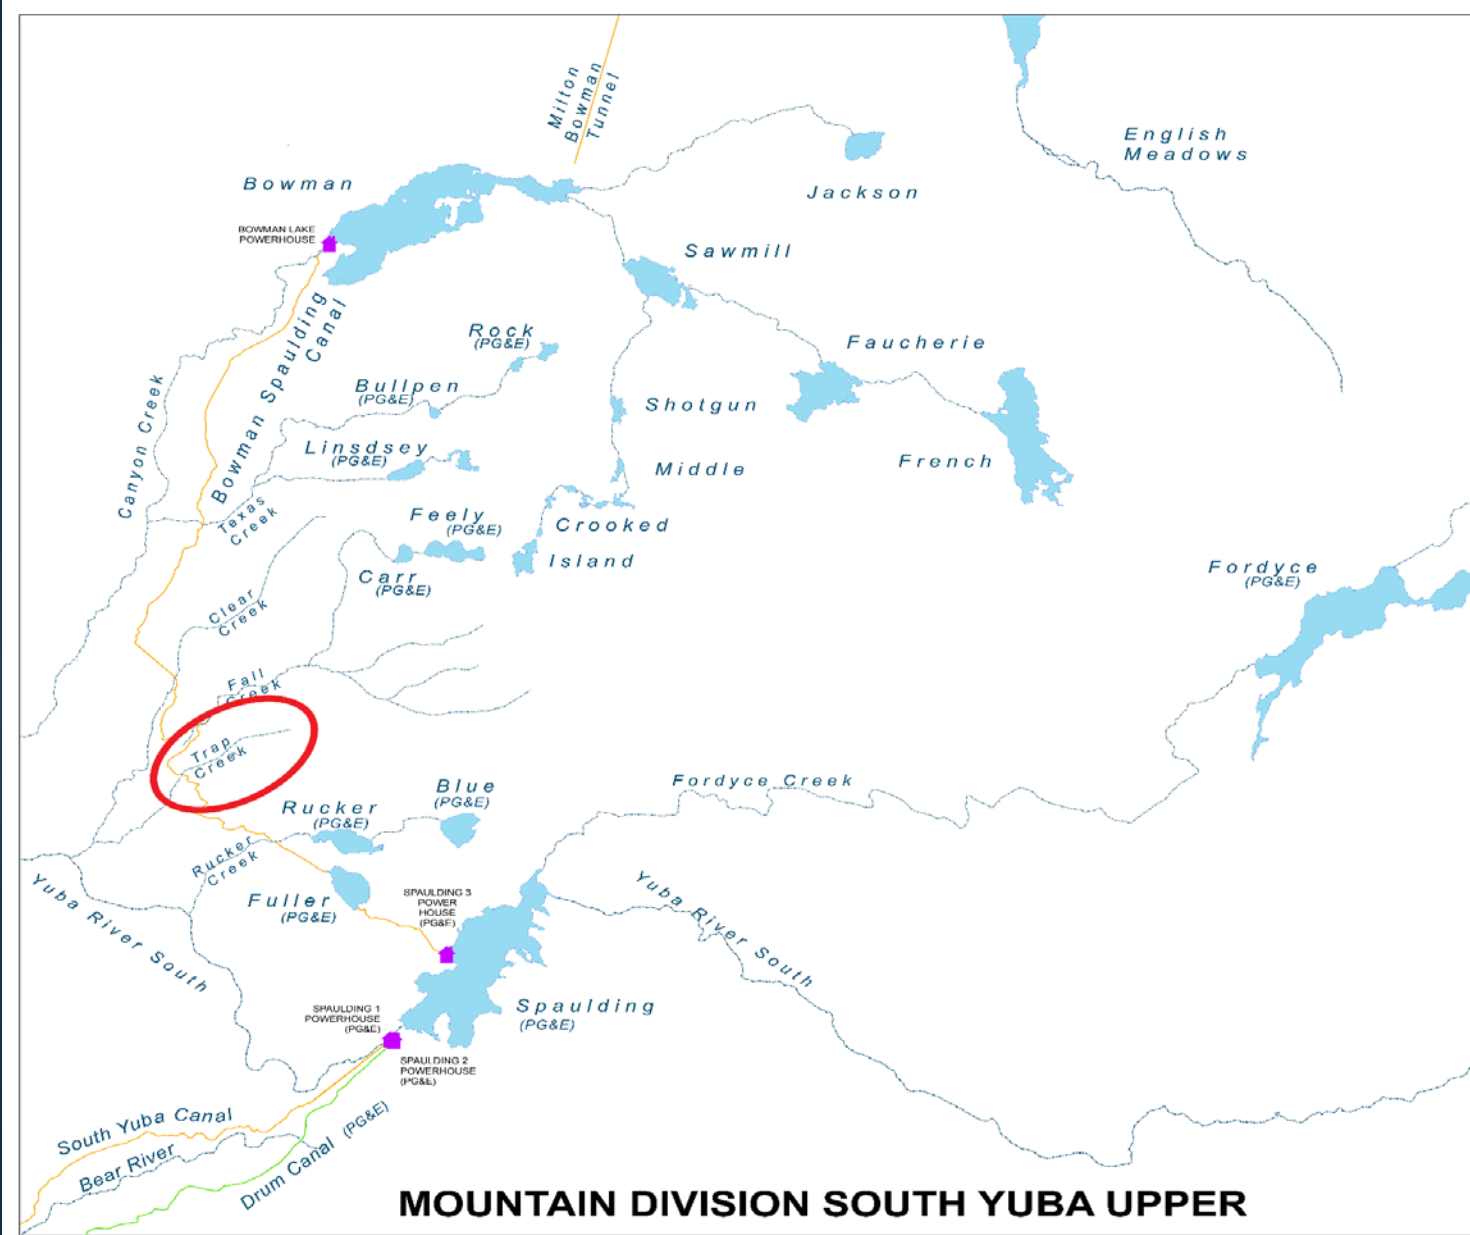 Milton
Bowman
Tunnel
English
Meadows
Bowman
Jackson
BOWMAN LAKE
POWERHOUSE
Sawmill
Bowman Spaulding
Canal
Rock
(PG&E)
Faucherie
Bullpen
(PG&E)
Canyon Creek
Shotgun
Linsdsey
(PG&E)
Middle
French
Texas
Creek
Feely
(PG&E)
Crooked
Island
Carr
(PG&E)
Fordyce
(PG&E)
Clear
Creek
Fall
Creek
Trap
Creek
Fordyce Creek
Blue
(PG&E)
Rucker
(PG&E)
Rucker
Creek
Yuba River South
Fuller
(PG&E)
SPAULDING 3
POWER
HOUSE
(PG&E)
Yuba River South
Spaulding
(PG&E)
SPAULDING 1
POWERHOUSE
(PG&E)
SPAULDING 2
POWERHOUSE
(PG&E)
South Yuba Canal
Bear River
Drum Canal (PG&E)
MOUNTAIN DIVISION SOUTH YUBA UPPER